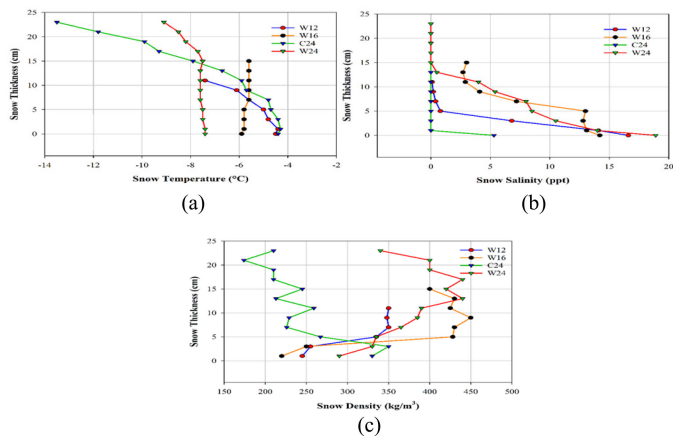 W12
W16
C24
W24
Snow Thickness (cm)
25
20
15
10
5
0
-14 -12 -10 -8 -6 -4 -2
Snow Temperature (°C)
(a)
W12
W16
C24
W24
Snow Thickness (cm)
25
20
15
10
5
0
0 5 10 15 20
Snow Salinity (ppt)
(b)
W12
W16
C24
W24
Snow Thickness (cm)
25
20
15
10
5
0
150 200 250 300 350 400 450 500
Snow Density (kg/m³)
(c)